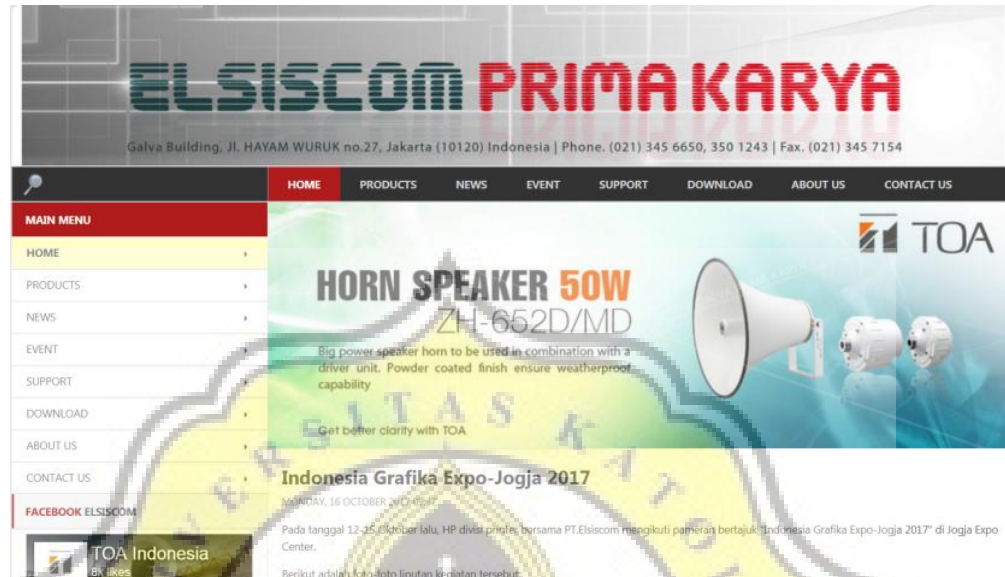 ELSISCOM PRIMA KARYA
Galva Building, Jl. HAYAM WURUK no.27, Jakarta (10120) Indonesia | Phone. (021) 345 6650, 350 1243 | Fax. (021) 345 7154
HOME PRODUCTS NEWS EVENT SUPPORT DOWNLOAD ABOUT US CONTACT US
MAIN MENU
HOME
PRODUCTS
NEWS
EVENT
SUPPORT
DOWNLOAD
ABOUT US
CONTACT US
FACEBOOK ELSISCOM
TOA Indonesia
8k likes
TOA
HORN SPEAKER 50W
ZH-652D/MD
Big power speaker horn to be used in combination with a
driver unit. Powder coated finish ensure weatherproof
capability
Get better clarity with TOA
Indonesia Grafika Expo-Jogja 2017
MONDAY, 16 OCTOBER 2017
Pada tanggal 12-15 Oktober lalu, HP divisi printer bersama PT.Elsiscom mengikuti pameran bertajuk "Indonesia Grafika Expo-Jogja 2017" di Jogja Expo
Center.
Berikut adalah foto-foto liputan kegiatan tersebut.